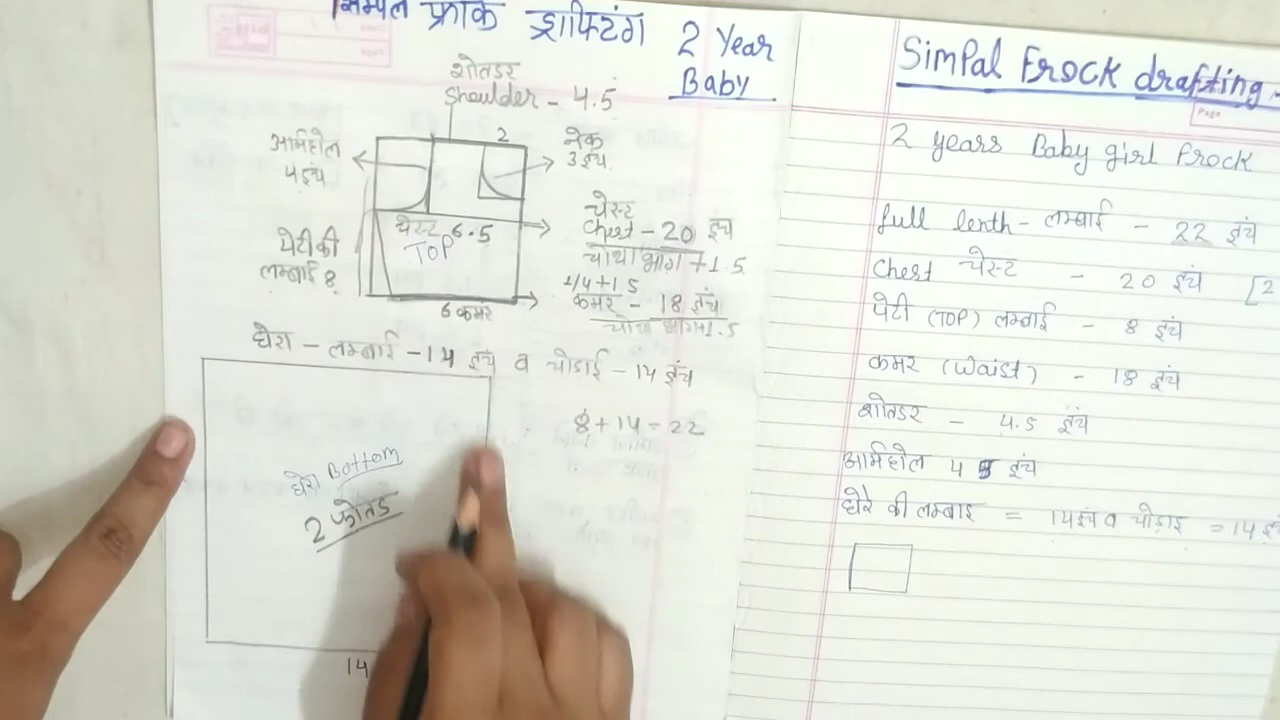 सिम्पल फ्रॉक ड्राफ्टिंग 2 Year
Baby
शोल्डर
Shoulder - 4.5
2
आर्महोल
4 इंच
नेक
3 इंच
चेस्ट 6.5
TOP
चेस्ट
Chest - 20 इंच
चौथा भाग + 1.5
पेटी की
लम्बाई 8
1/4+1.5
कमर - 18 इंच
चौथा भाग+1.5
6 कमर
घेरा - लम्बाई - 14 इंच व चोडाई - 14 इंच
8+14=22
घेरा Bottom
2 फोल्ड
14
Simpal Frock drafting
Page
2 years Baby girl Frock
full lenth - लम्बाई - 22 इंच
Chest चेस्ट - 20 इंच [2
पेटी (TOP) लम्बाई - 8 इंच
कमर (Waist) - 18 इंच
शोल्डर - 4.5 इंच
आर्महोल 4 इंच
घेरे की लम्बाई = 14 इंच व चोड़ाई = 14